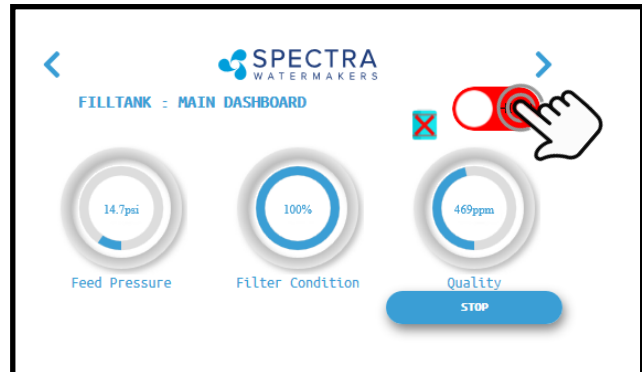 SPECTRA
WATERMAKERS
FILLTANK : MAIN DASHBOARD
14.7psi
100%
469ppm
Feed Pressure
Filter Condition
Quality
STOP